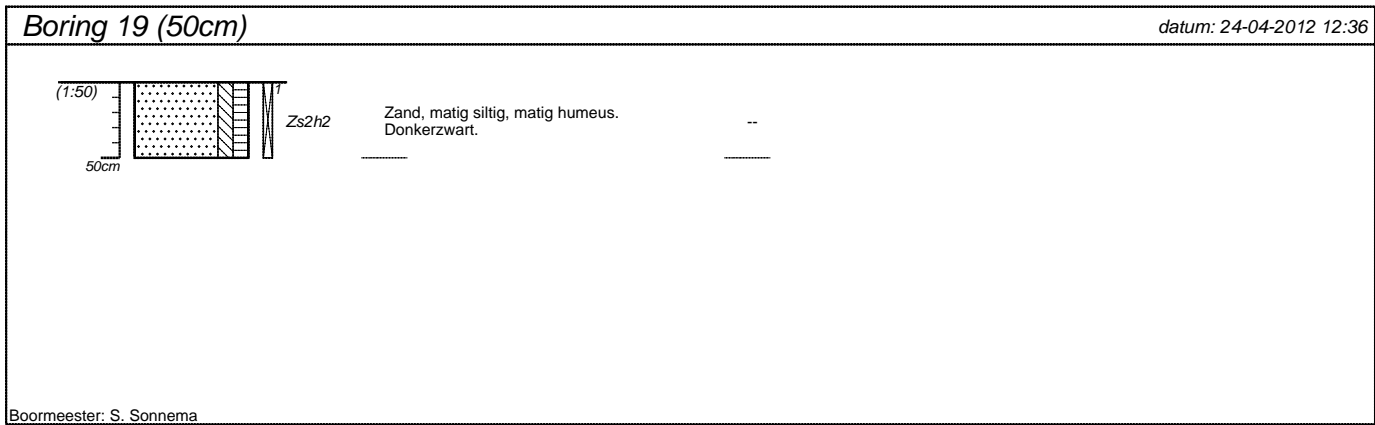 Boring 19 (50cm)
datum: 24-04-2012 12:36
(1:50)
1
Zs2h2
Zand, matig siltig, matig humeus.
Donkerzwart.
--
50cm
Boormeester: S. Sonnema